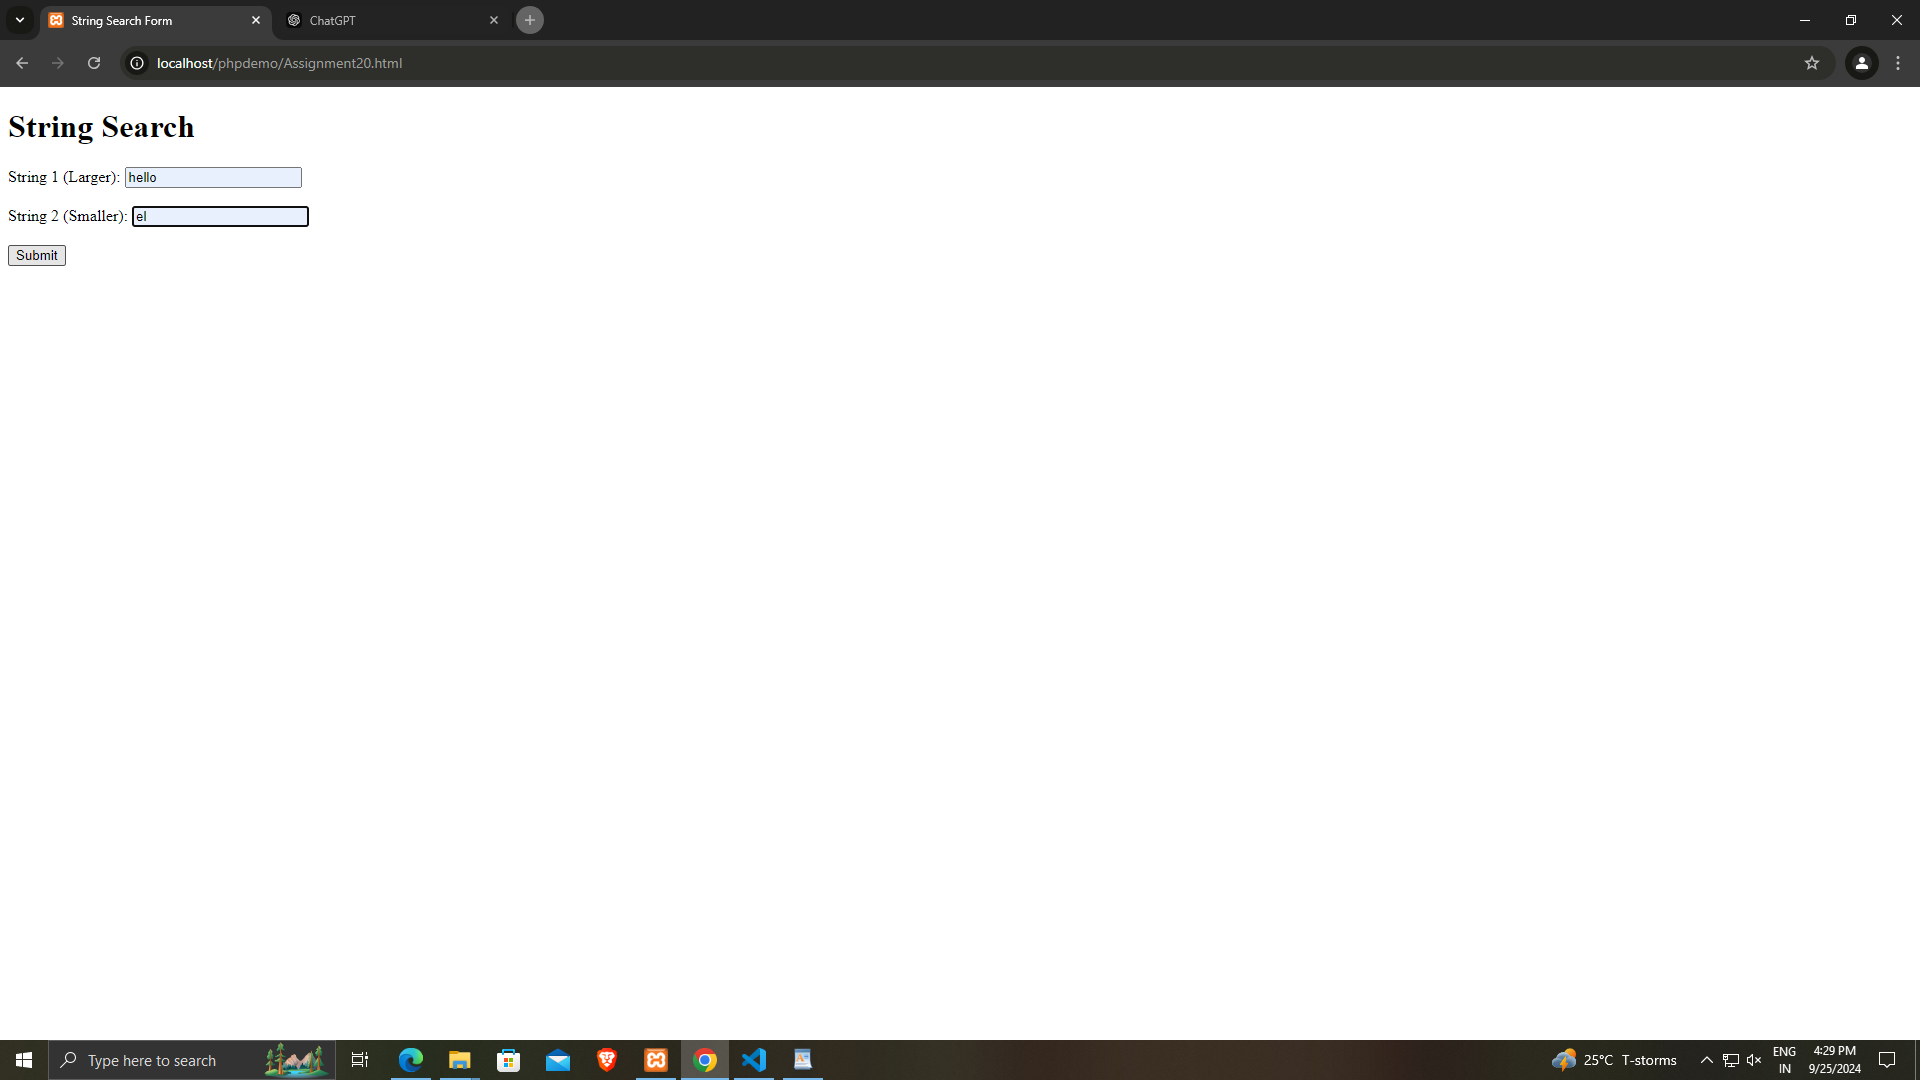 String Search Form
ChatGPT
localhost/phpdemo/Assignment20.html
String Search
String 1 (Larger): hello
String 2 (Smaller): el
Submit
Type here to search
25°C T-storms
ENG
IN
4:29 PM
9/25/2024